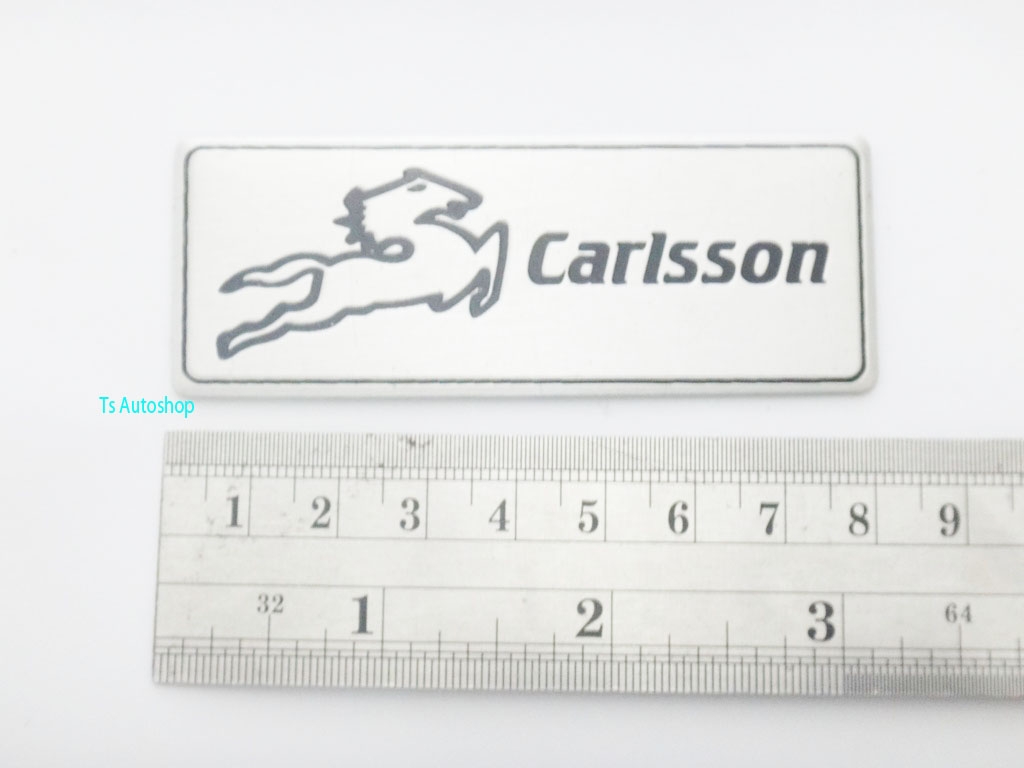 Carlsson
Ts Autoshop
1 2 3 4 5 6 7 8 9
32 1 2 3 64